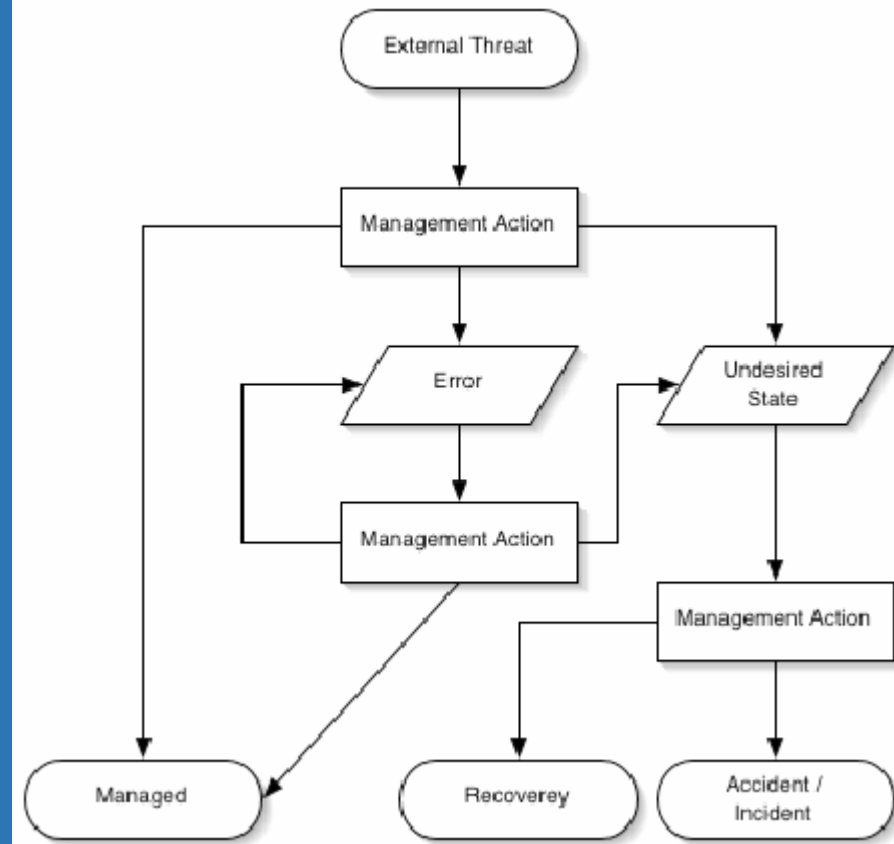 External Threat
Management Action
Error
Undesired
State
Management Action
Management Action
Managed
Recoverey
Accident /
Incident